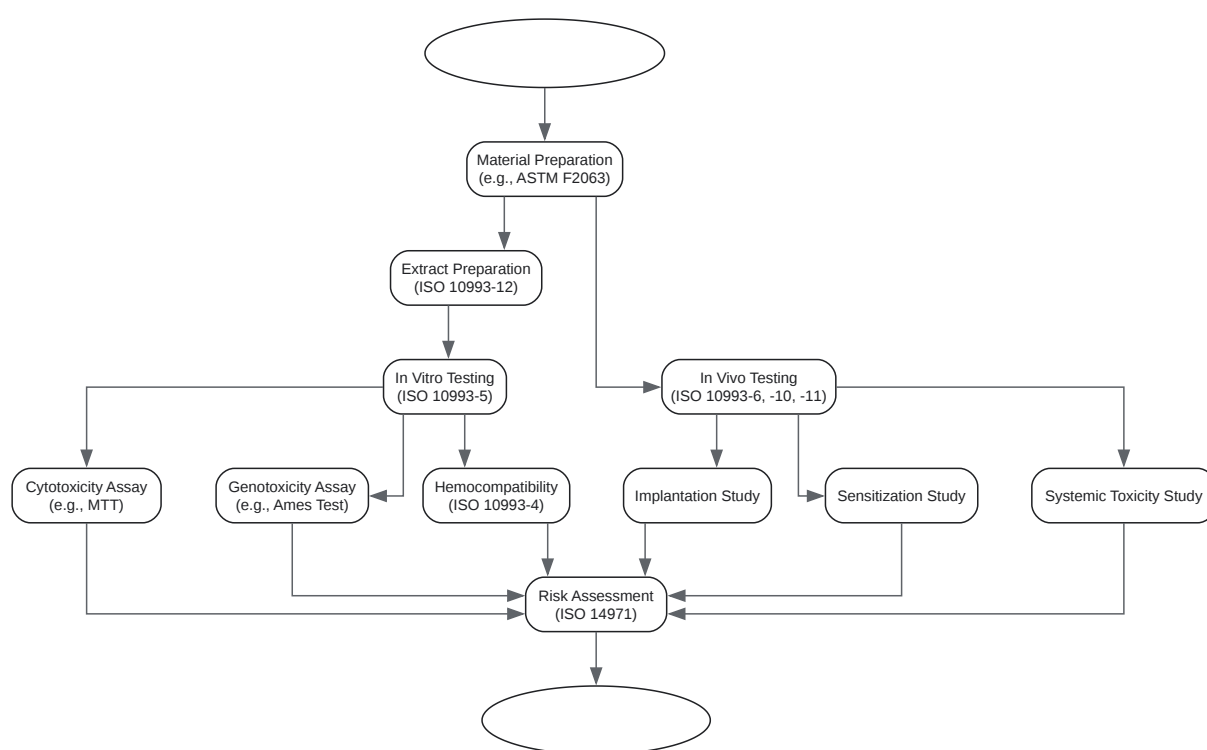 Material Preparation
(e.g., ASTM F2063)
Extract Preparation
(ISO 10993-12)
In Vitro Testing
(ISO 10993-5)
In Vivo Testing
(ISO 10993-6, -10, -11)
Cytotoxicity Assay
(e.g., MTT)
Genotoxicity Assay
(e.g., Ames Test)
Hemocompatibility
(ISO 10993-4)
Implantation Study
Sensitization Study
Systemic Toxicity Study
Risk Assessment
(ISO 14971)